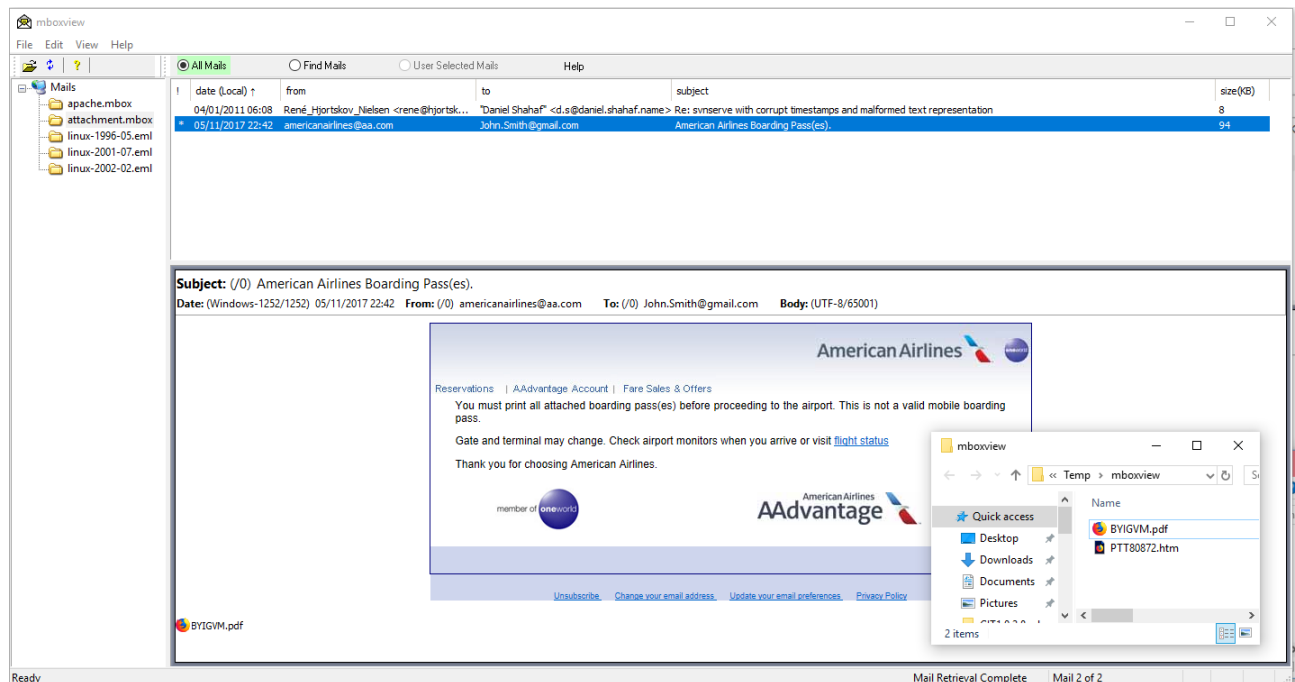 mboxview
File Edit View Help
All Mails Find Mails User Selected Mails Help
Mails
apache.mbox
attachment.mbox
linux-1996-05.eml
linux-2001-07.eml
linux-2002-02.eml
! date (Local) ↑ from to subject size(KB)
04/01/2011 06:08 René_Hjortskov_Nielsen <rene@hjortsk... "Daniel Shahaf" <d.s@daniel.shahaf.name> Re: svnserve with corrupt timestamps and malformed text representation 8
* 05/11/2017 22:42 americanairlines@aa.com John.Smith@gmail.com American Airlines Boarding Pass(es). 94
Subject: (/0) American Airlines Boarding Pass(es).
Date: (Windows-1252/1252) 05/11/2017 22:42 From: (/0) americanairlines@aa.com To: (/0) John.Smith@gmail.com Body: (UTF-8/65001)
American Airlines oneworld
Reservations | AAdvantage Account | Fare Sales & Offers
You must print all attached boarding pass(es) before proceeding to the airport. This is not a valid mobile boarding
pass.
Gate and terminal may change. Check airport monitors when you arrive or visit flight status
Thank you for choosing American Airlines.
member of oneworld
American Airlines
AAdvantage
Unsubscribe Change your email address Update your email preferences Privacy Policy
BYIGVM.pdf
mboxview
« Temp › mboxview
Name
Quick access
Desktop
Downloads
Documents
Pictures
BYIGVM.pdf
PTT80872.htm
2 items
Ready Mail Retrieval Complete Mail 2 of 2